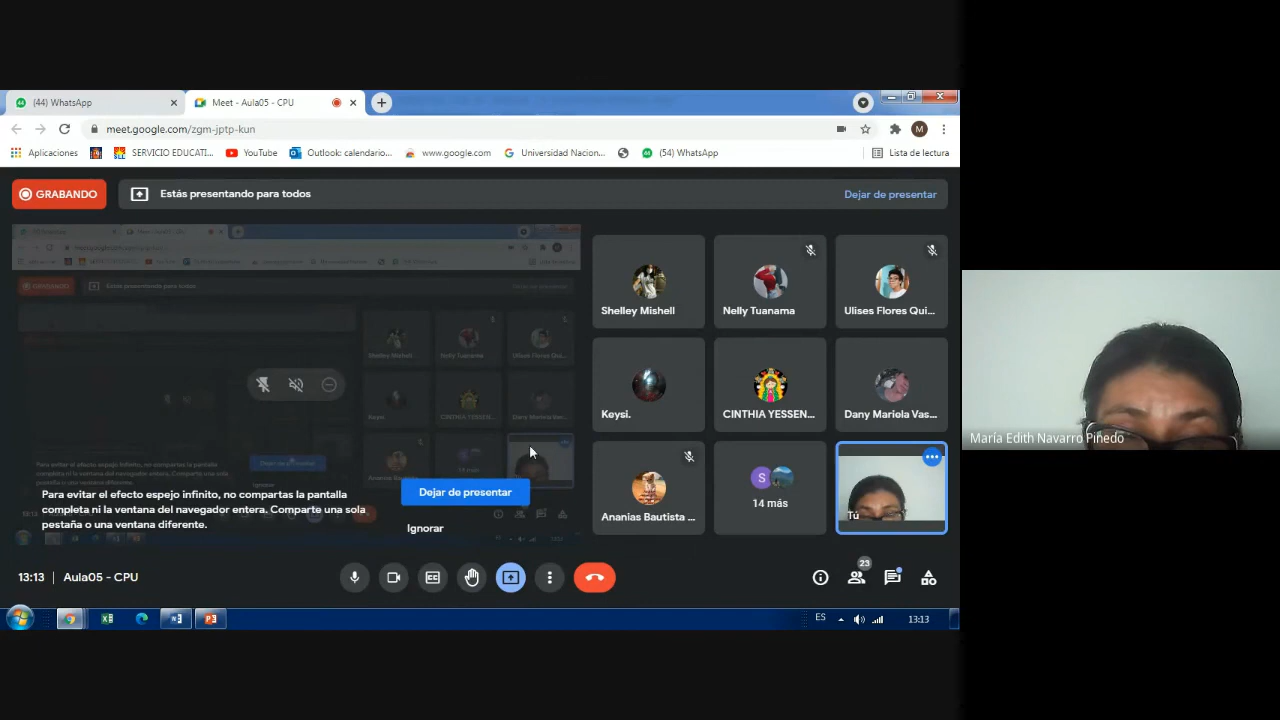 (44) WhatsApp
Meet - Aula05 - CPU
meet.google.com/zgm-jptp-kun
Aplicaciones
SERVICIO EDUCATI...
YouTube
Outlook: calendario...
www.google.com
Universidad Nacion...
(54) WhatsApp
Lista de lectura
GRABANDO
Estás presentando para todos
Dejar de presentar
Shelley Mishell
Nelly Tuanama
Ulises Flores Qui...
Keysi.
CINTHIA YESSEN...
Dany Mariela Vas...
Ananias Bautista ...
S
14 más
Tú
Para evitar el efecto espejo infinito, no compartas la pantalla
completa ni la ventana del navegador entera. Comparte una sola
pestaña o una ventana diferente.
Dejar de presentar
Ignorar
María Edith Navarro Pinedo
13:13 | Aula05 - CPU
23
ES
13:13